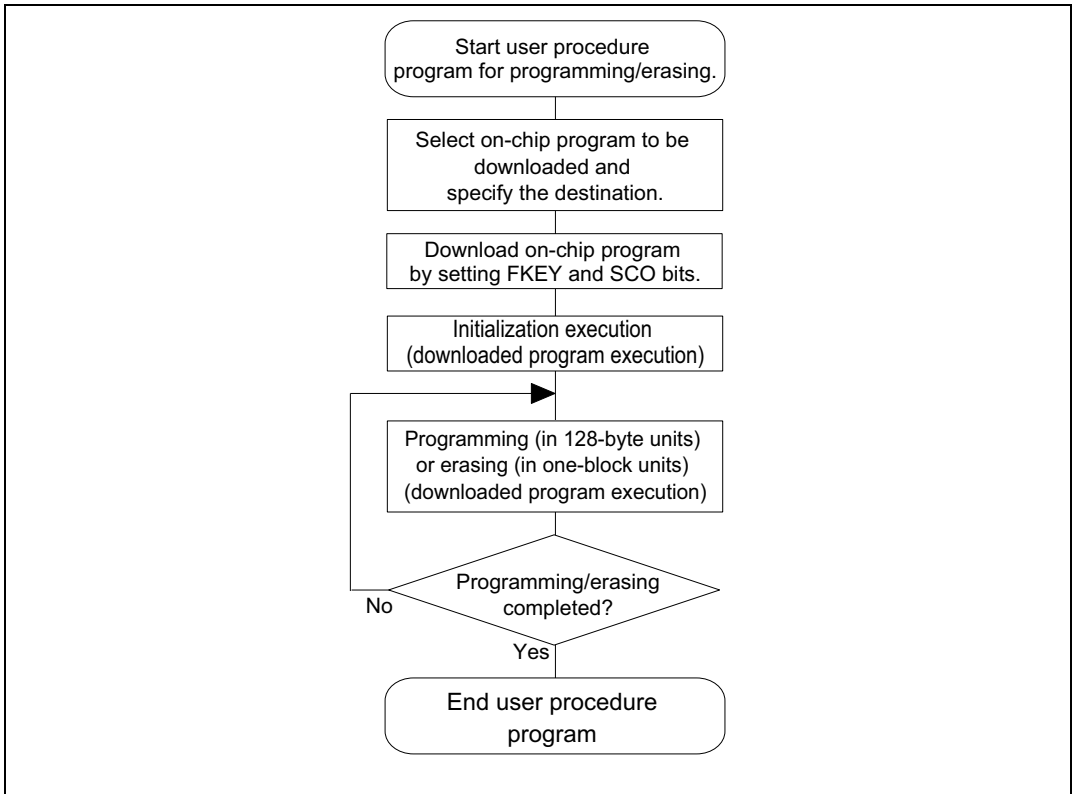 Start user procedure
program for programming/erasing.
Select on-chip program to be
downloaded and
specify the destination.
Download on-chip program
by setting FKEY and SCO bits.
Initialization execution
(downloaded program execution)
Programming (in 128-byte units)
or erasing (in one-block units)
(downloaded program execution)
Programming/erasing
completed?
No
Yes
End user procedure
program